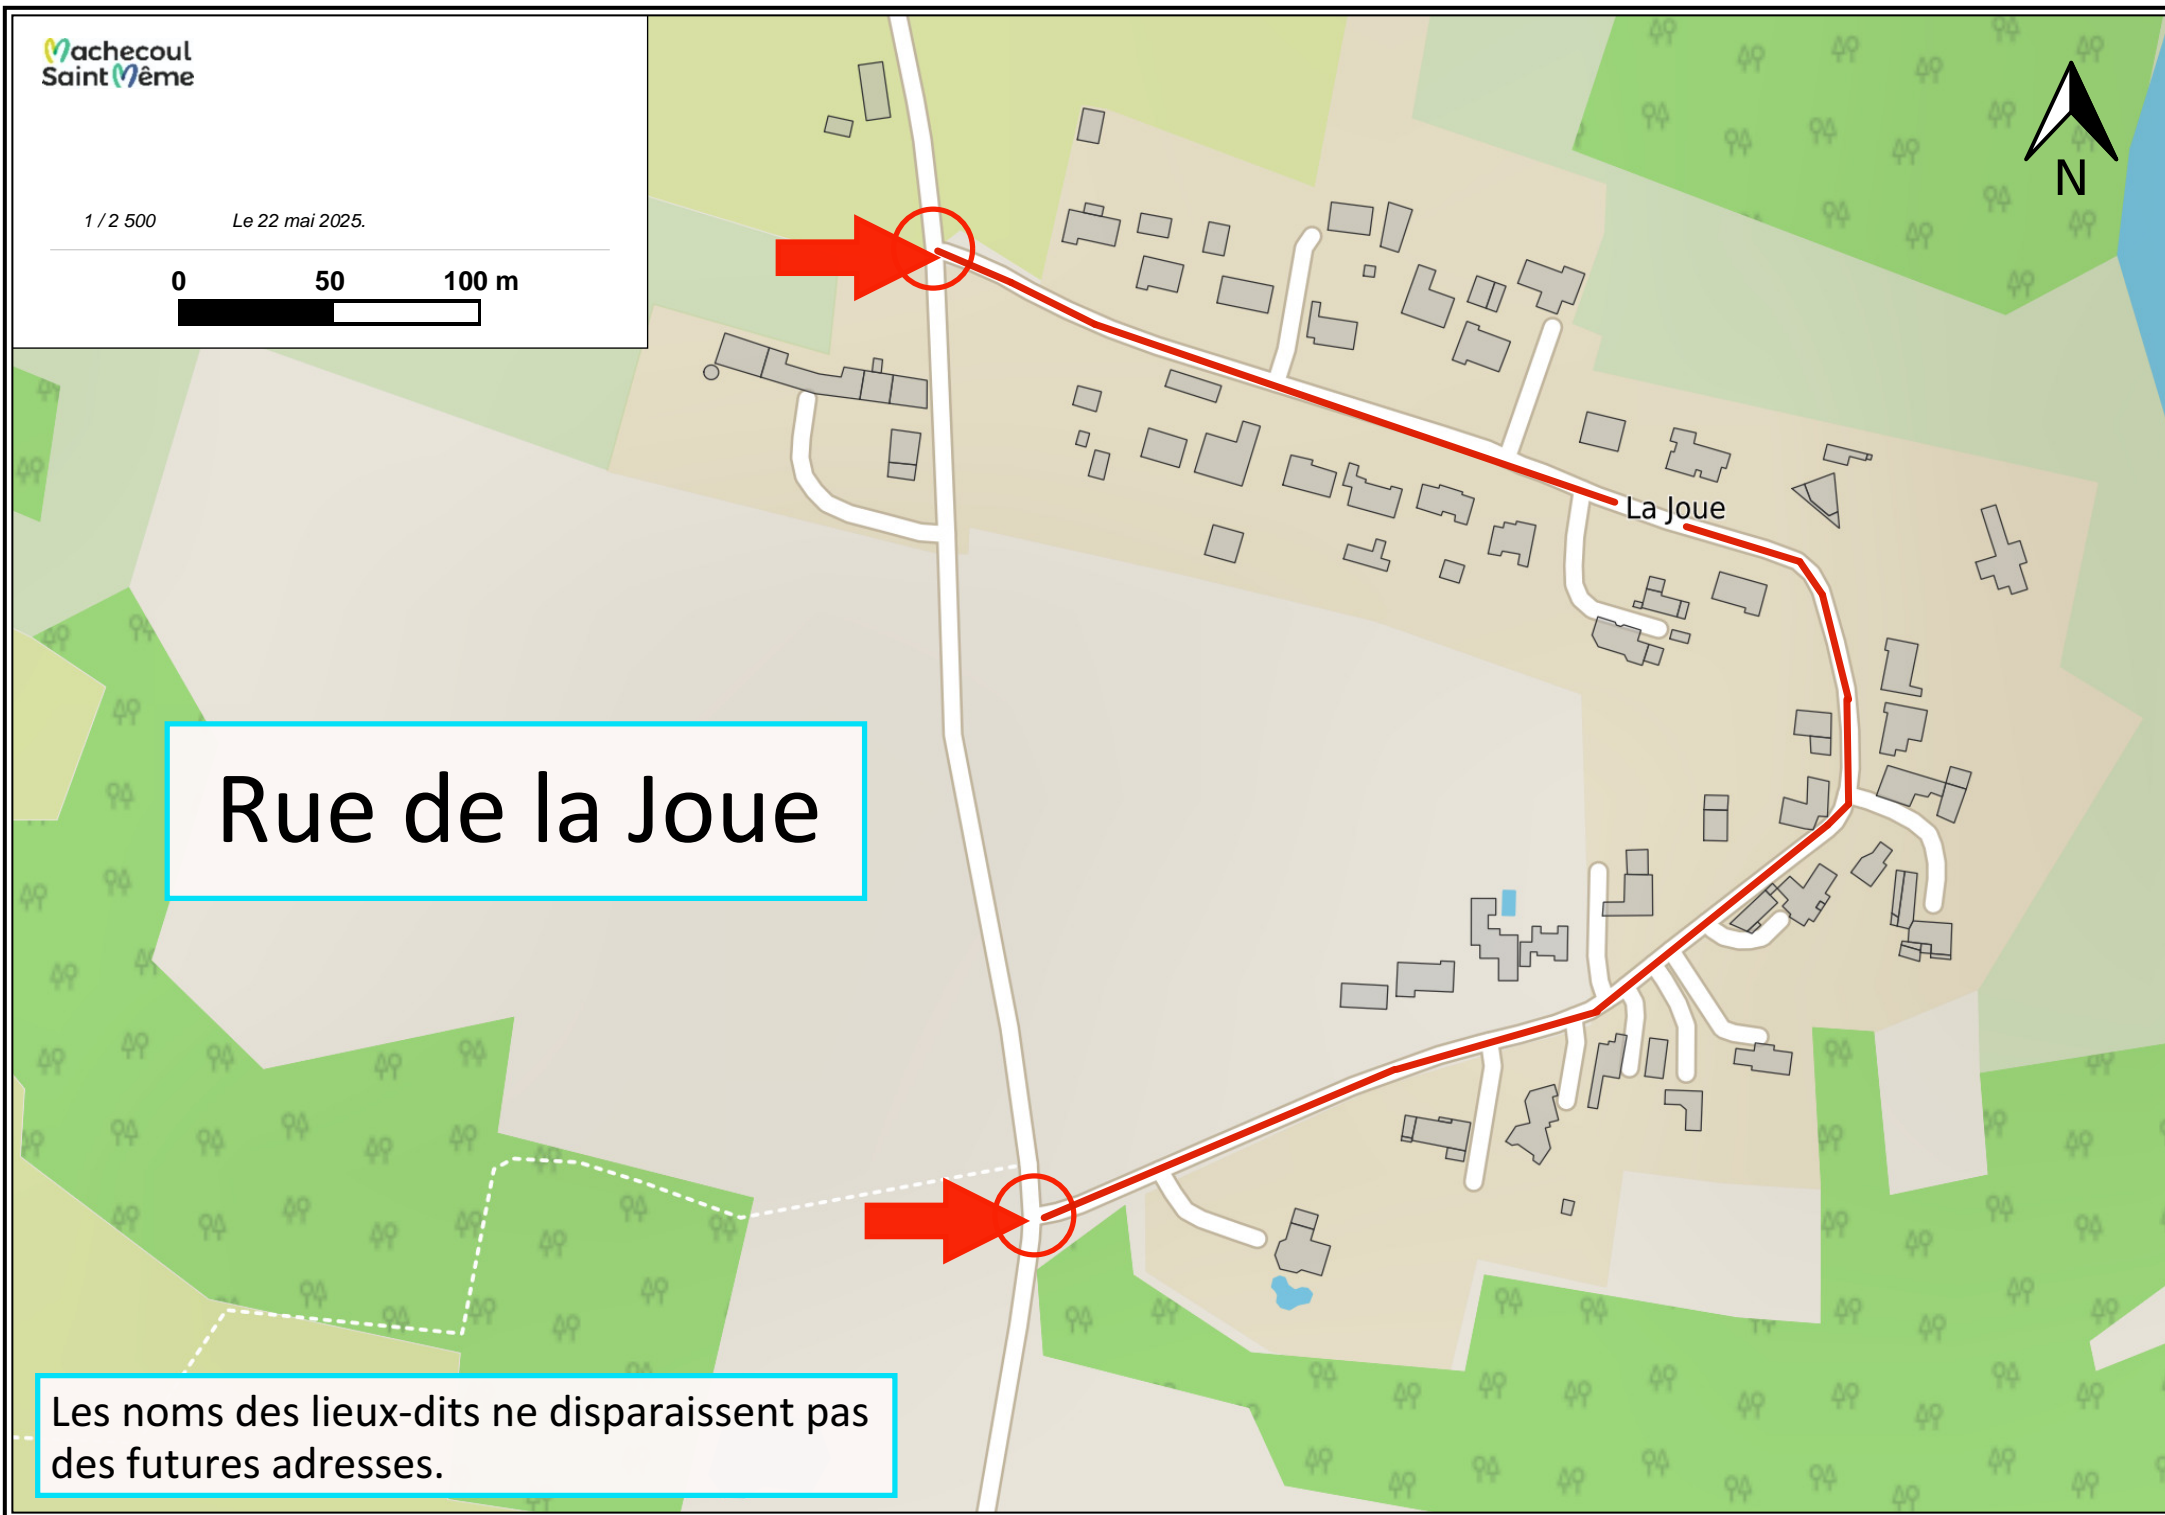 Machecoul
Saint Même
1 / 2 500 Le 22 mai 2025.
0 50 100 m
N
La Joue
Rue de la Joue
Les noms des lieux-dits ne disparaissent pas
des futures adresses.